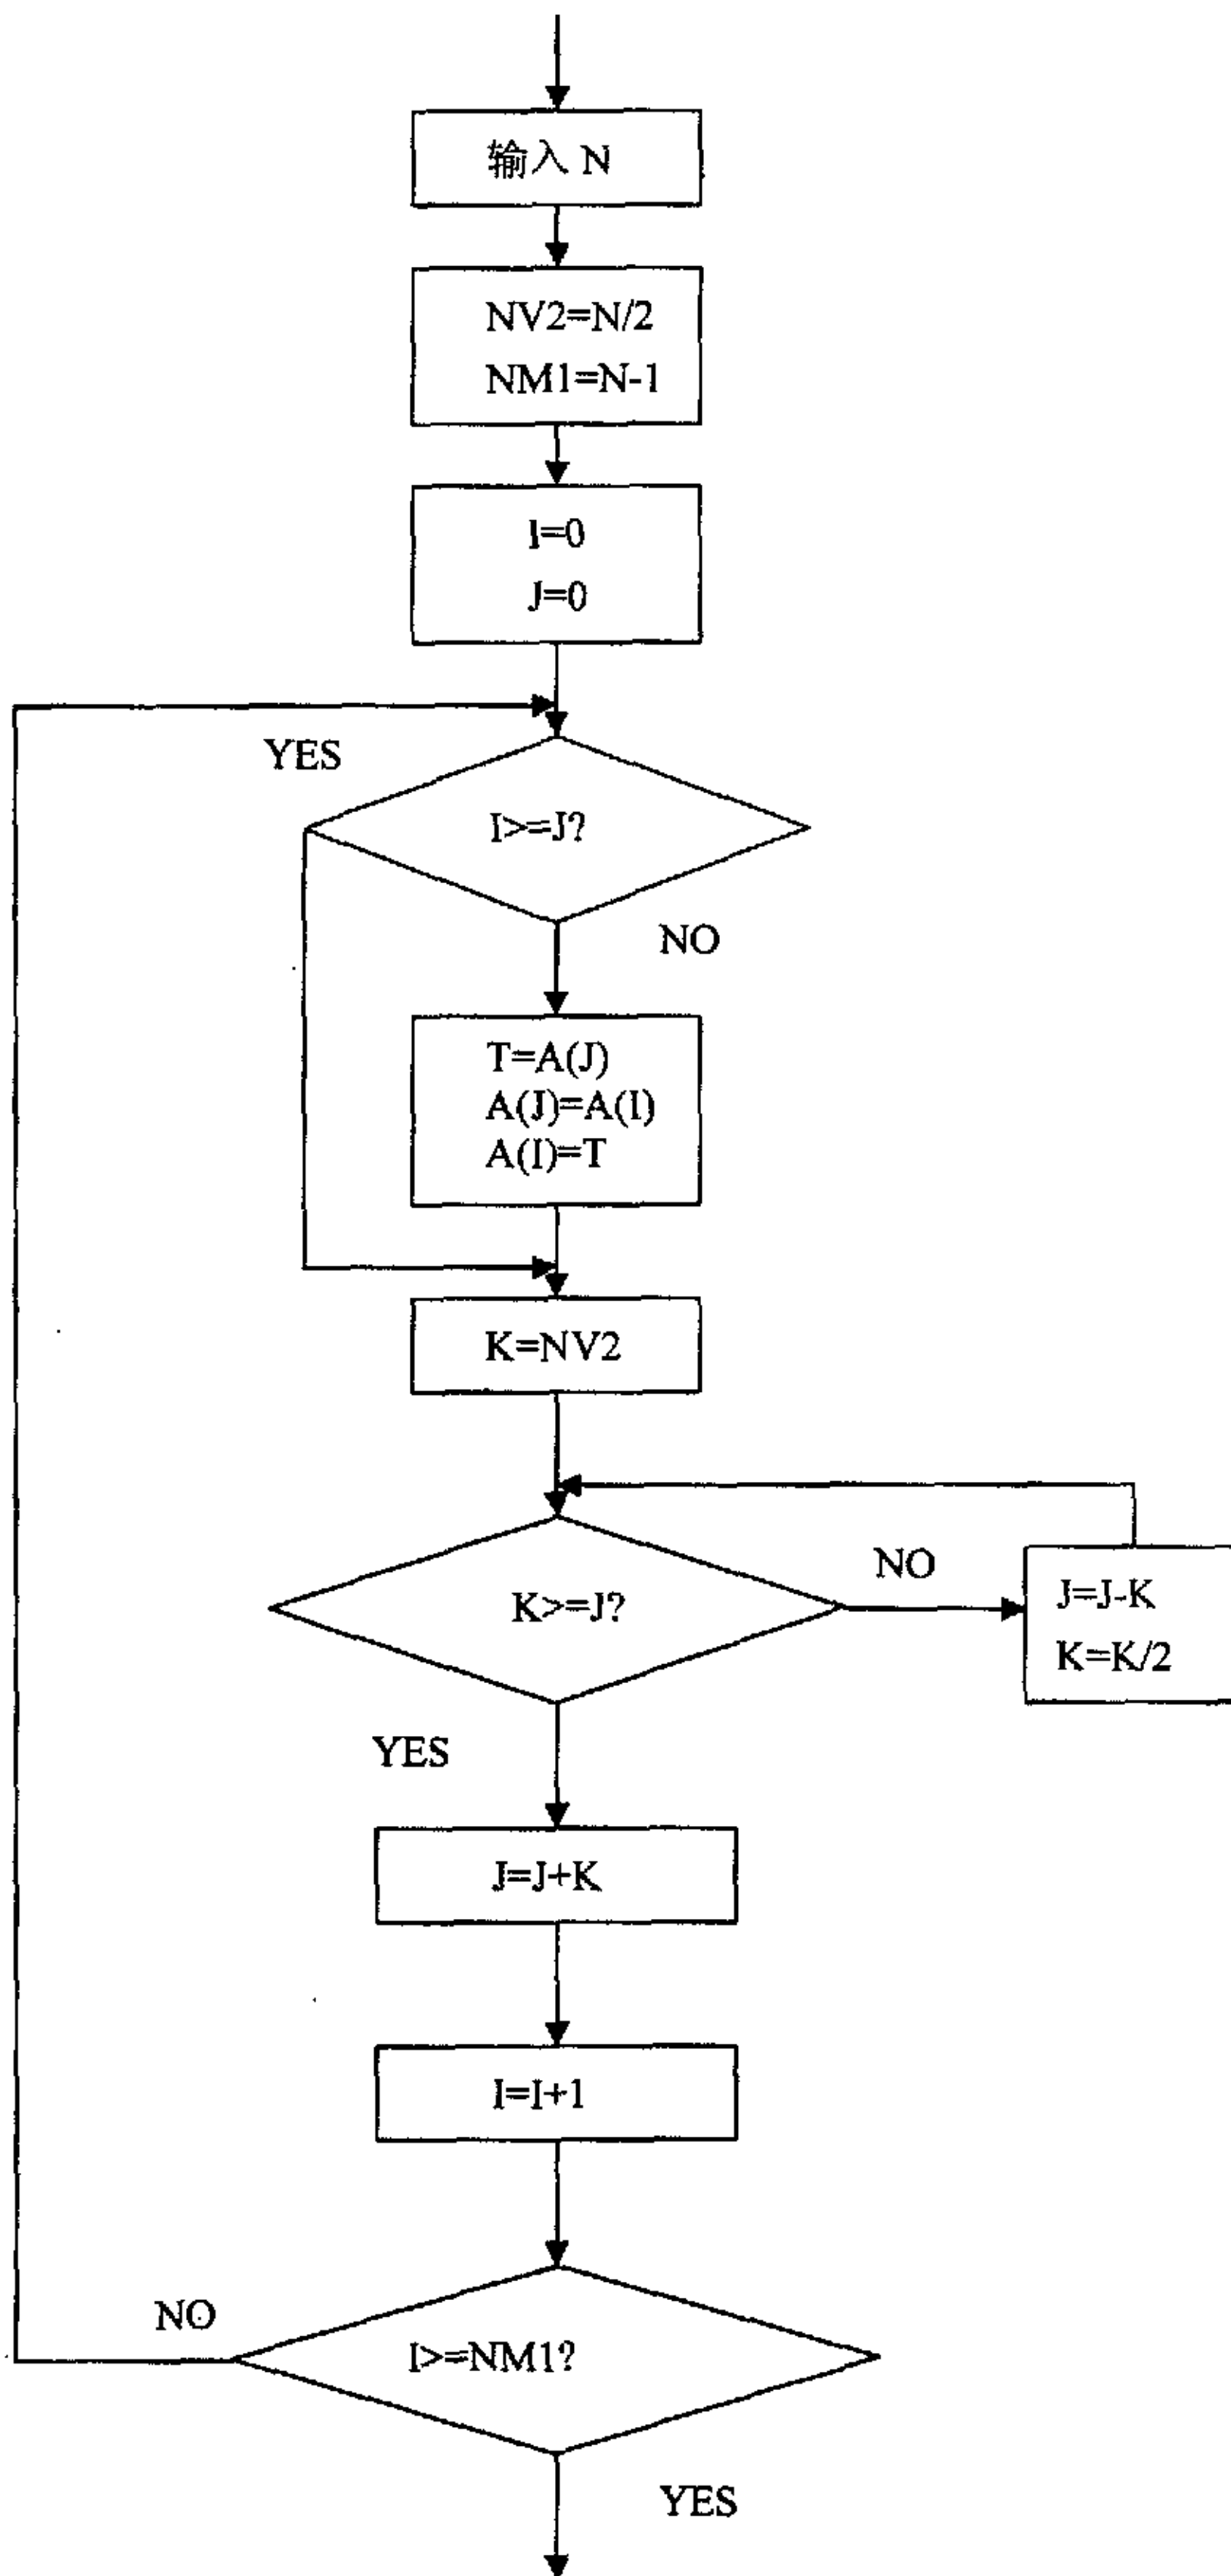 输入 N
NV2=N/2
NM1=N-1
I=0
J=0
YES
I>=J?
NO
T=A(J)
A(J)=A(I)
A(I)=T
K=NV2
K>=J?
NO
J=J-K
K=K/2
YES
J=J+K
I=I+1
NO
I>=NM1?
YES